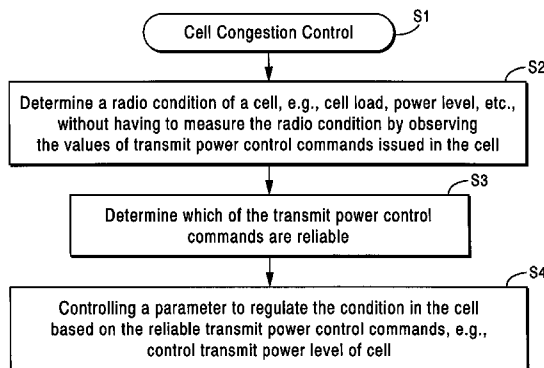 Cell Congestion Control
S1
S2
Determine a radio condition of a cell, e.g., cell load, power level, etc.,
without having to measure the radio condition by observing
the values of transmit power control commands issued in the cell
S3
Determine which of the transmit power control
commands are reliable
S4
Controlling a parameter to regulate the condition in the cell
based on the reliable transmit power control commands, e.g.,
control transmit power level of cell